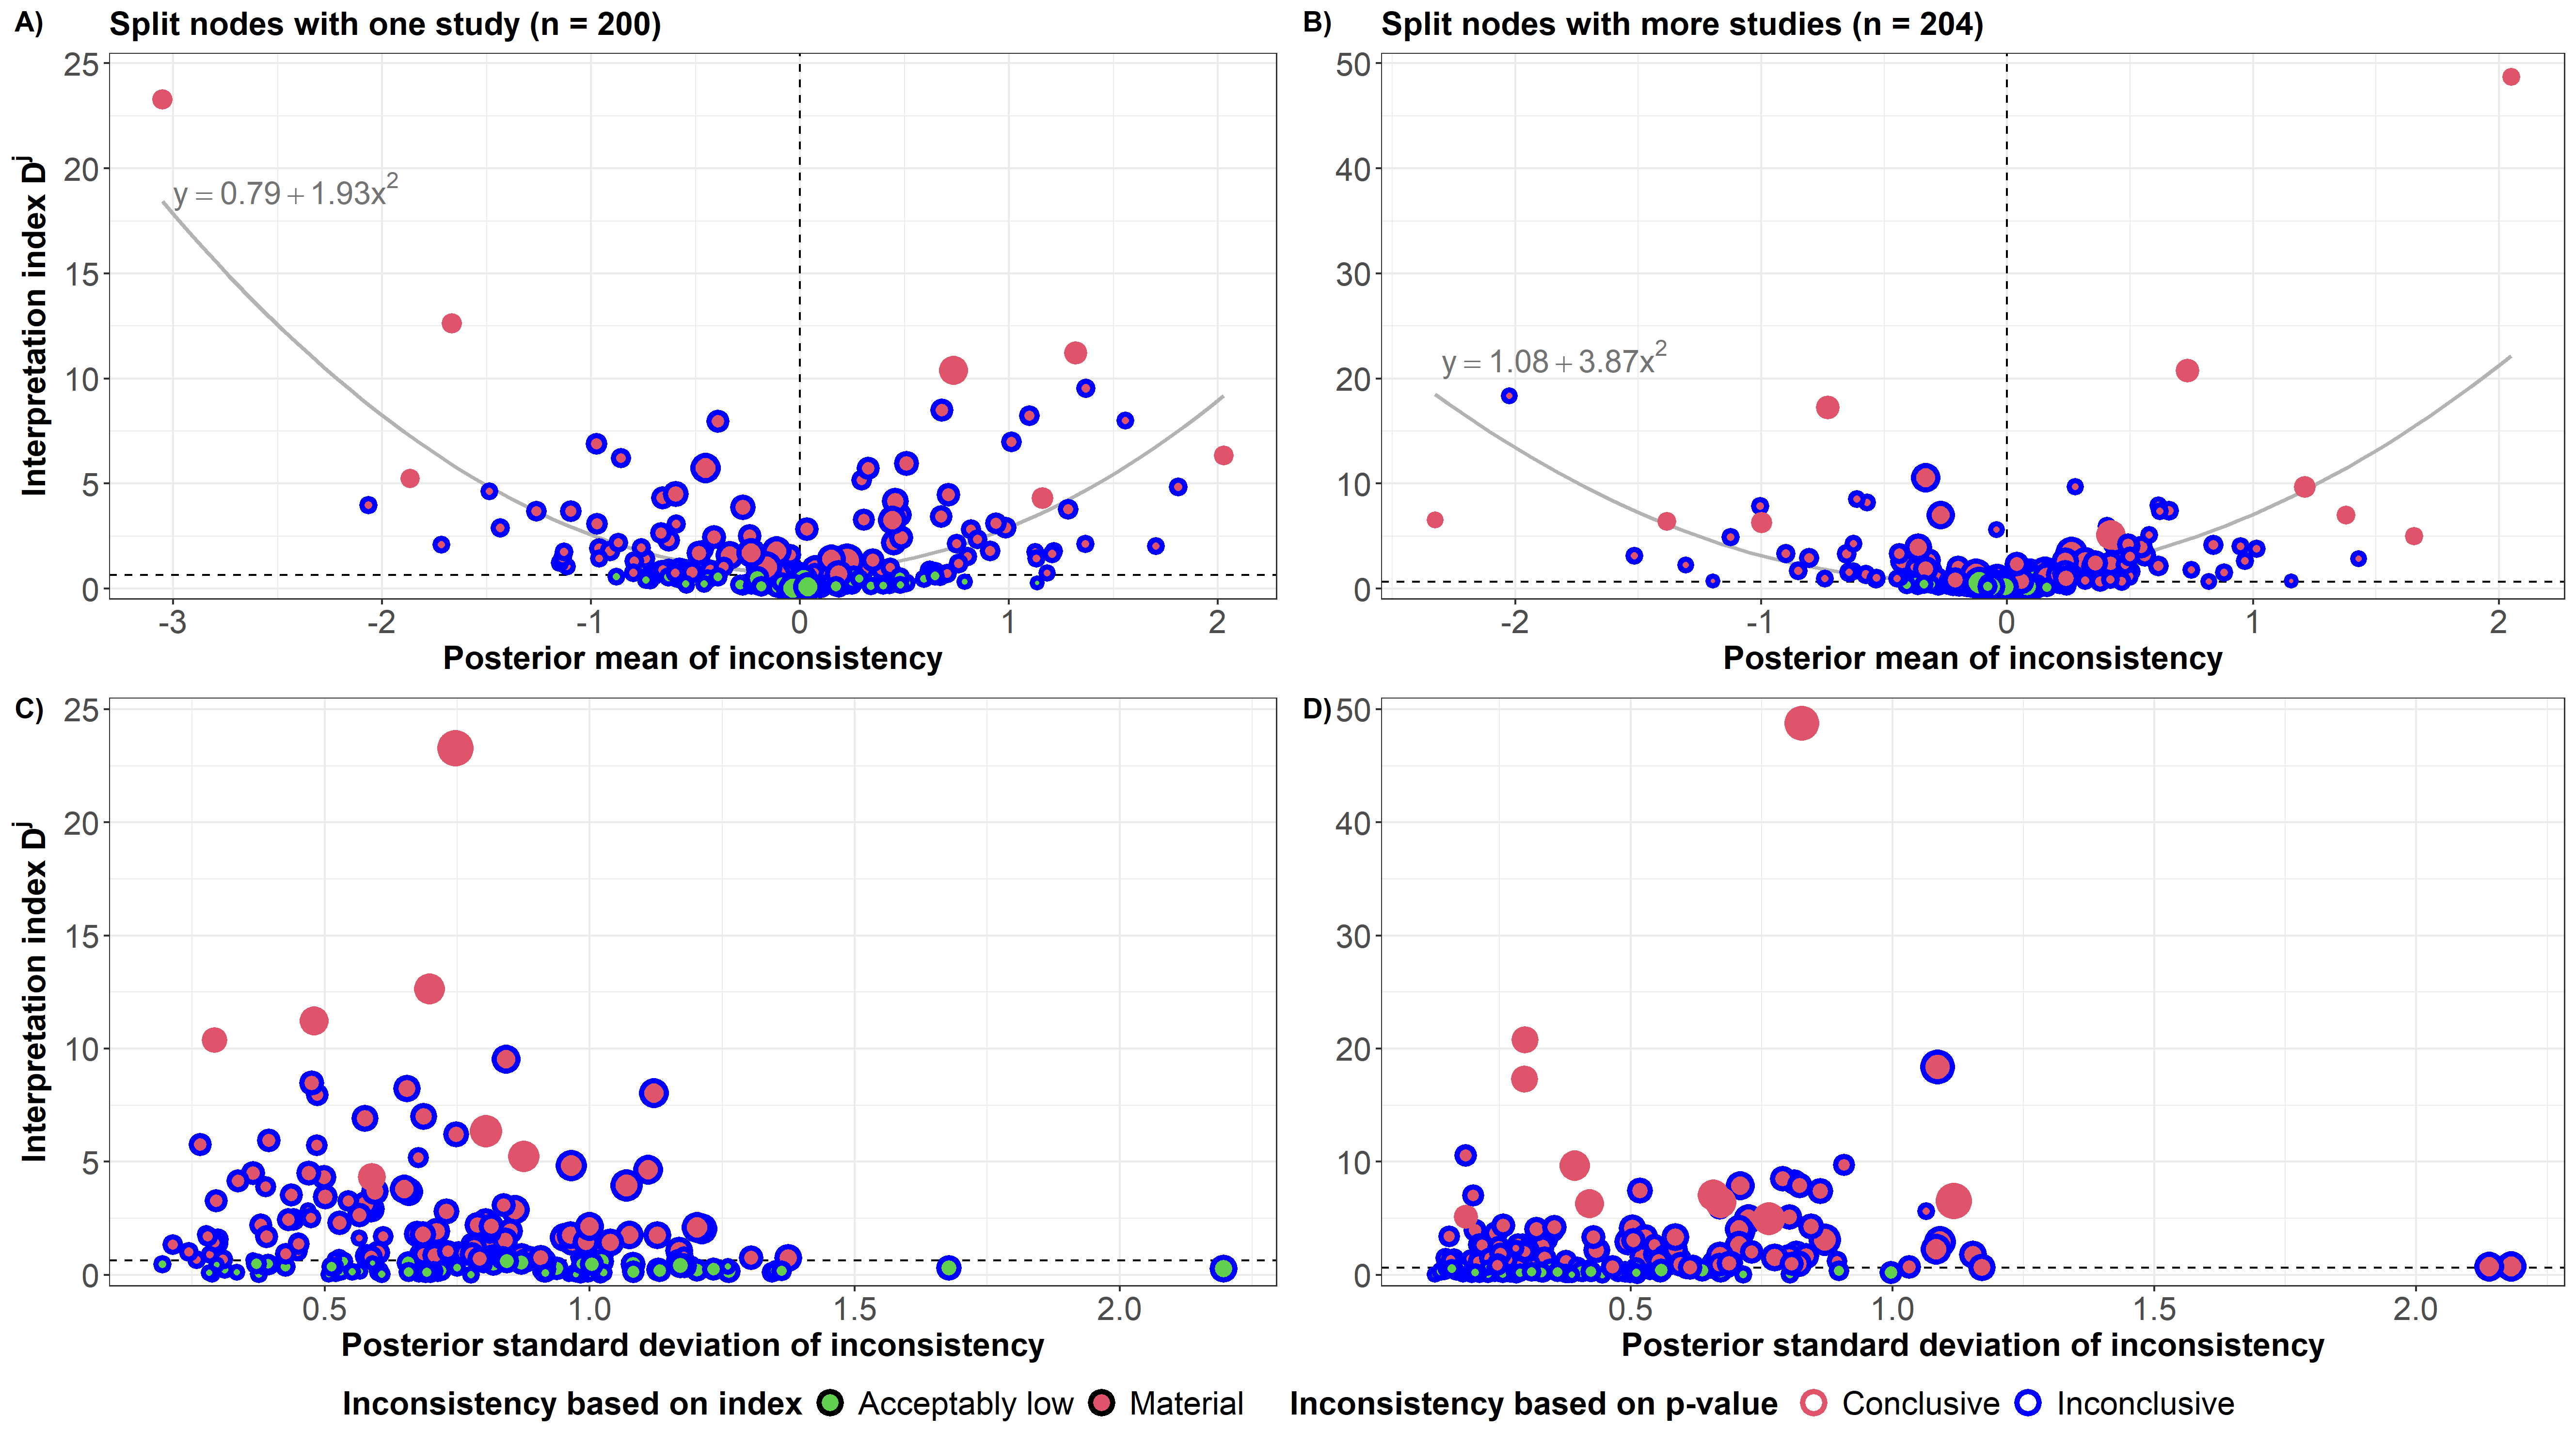 A) Split nodes with one study (n = 200)
B) Split nodes with more studies (n = 204)
Interpretation index Dʲ
25
20
15
10
5
0
y = 0.79 + 1.93x²
-3 -2 -1 0 1 2
Posterior mean of inconsistency
50
40
30
20
10
0
y = 1.08 + 3.87x²
-2 -1 0 1 2
Posterior mean of inconsistency
C)
Interpretation index Dʲ
25
20
15
10
5
0
0.5 1.0 1.5 2.0
Posterior standard deviation of inconsistency
D)
50
40
30
20
10
0
0.5 1.0 1.5 2.0
Posterior standard deviation of inconsistency
Inconsistency based on index Acceptably low Material Inconsistency based on p-value Conclusive Inconclusive